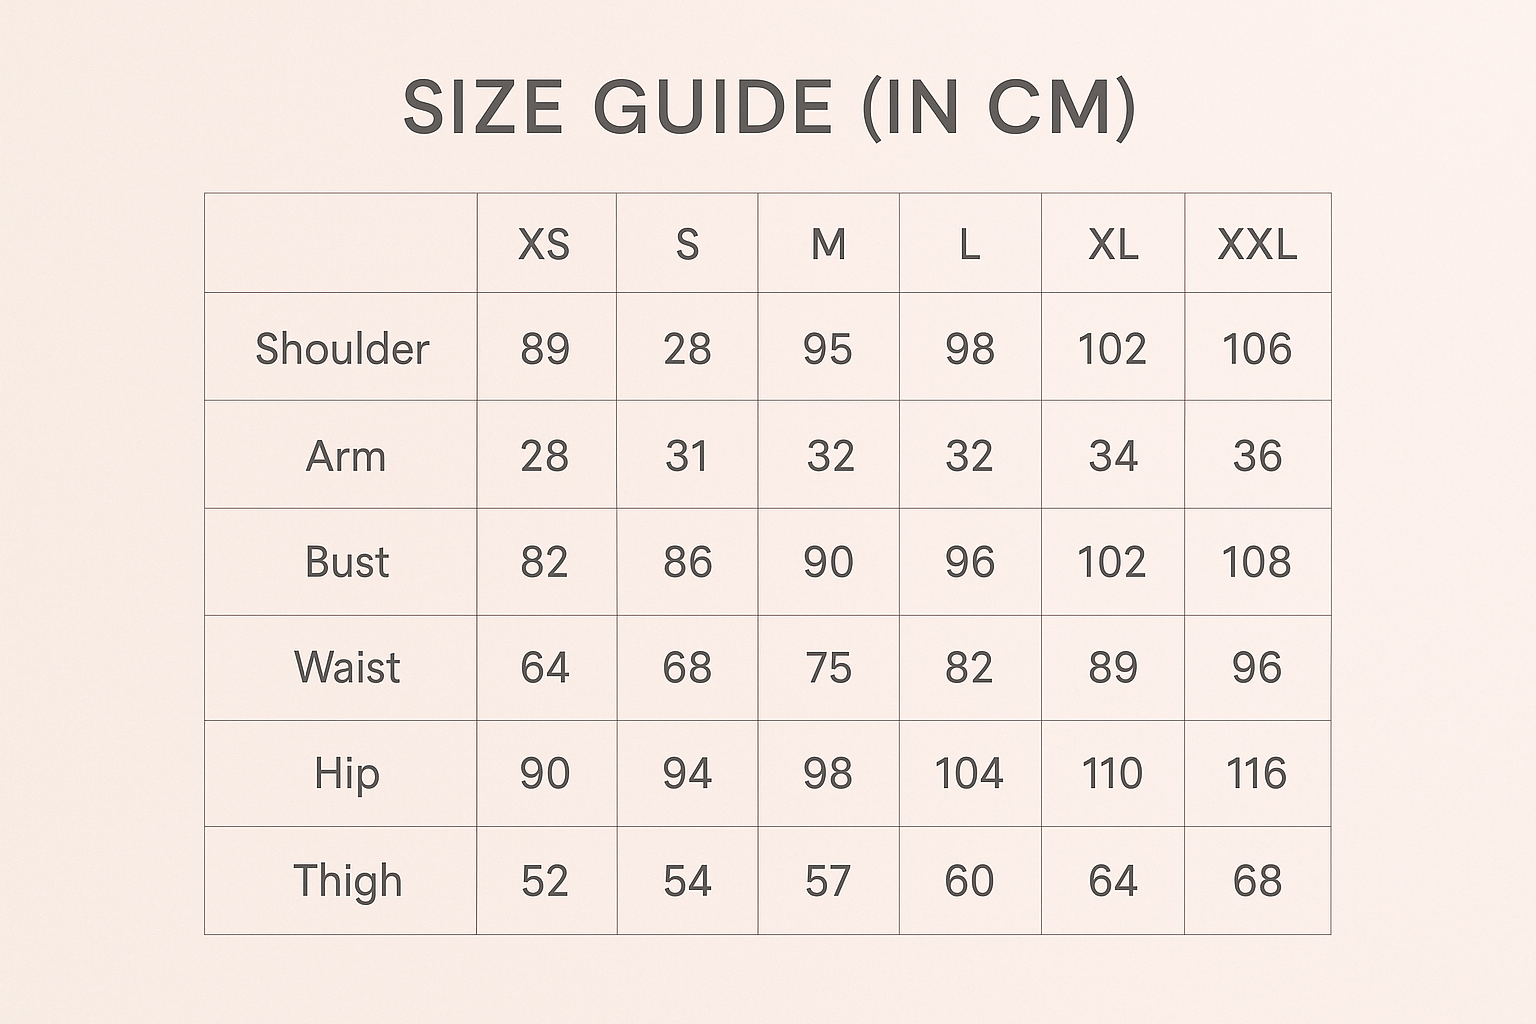 SIZE GUIDE (IN CM)
XS S M L XL XXL
Shoulder 89 28 95 98 102 106
Arm 28 31 32 32 34 36
Bust 82 86 90 96 102 108
Waist 64 68 75 82 89 96
Hip 90 94 98 104 110 116
Thigh 52 54 57 60 64 68